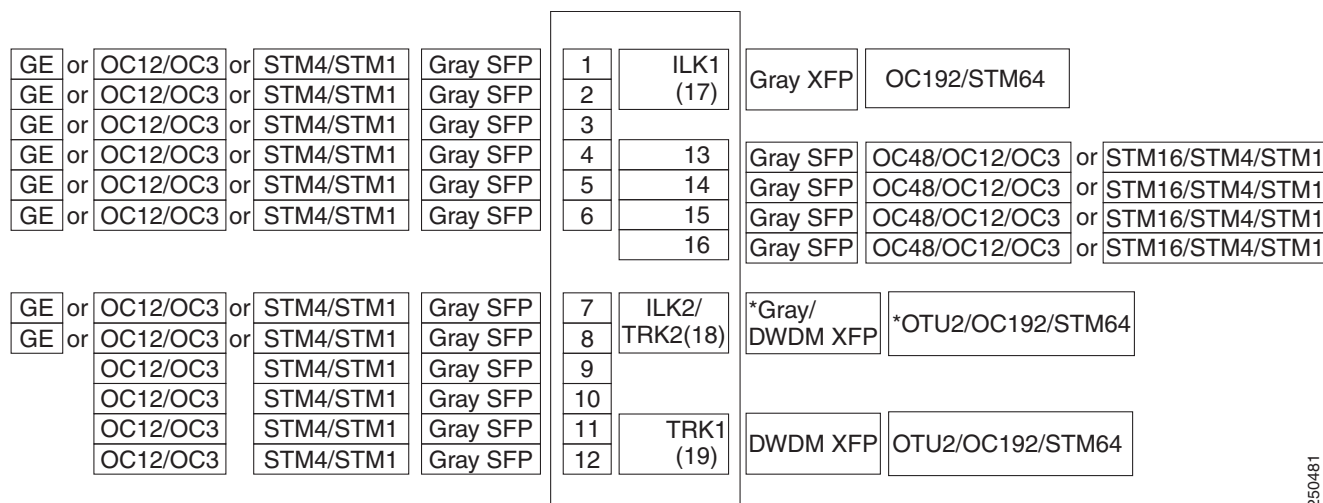 GE or OC12/OC3 or STM4/STM1 Gray SFP 1 ILK1 (17) Gray XFP OC192/STM64
GE or OC12/OC3 or STM4/STM1 Gray SFP 2
GE or OC12/OC3 or STM4/STM1 Gray SFP 3
GE or OC12/OC3 or STM4/STM1 Gray SFP 4 13 Gray SFP OC48/OC12/OC3 or STM16/STM4/STM1
GE or OC12/OC3 or STM4/STM1 Gray SFP 5 14 Gray SFP OC48/OC12/OC3 or STM16/STM4/STM1
GE or OC12/OC3 or STM4/STM1 Gray SFP 6 15 Gray SFP OC48/OC12/OC3 or STM16/STM4/STM1
16 Gray SFP OC48/OC12/OC3 or STM16/STM4/STM1
GE or OC12/OC3 or STM4/STM1 Gray SFP 7 ILK2/ TRK2(18) *Gray/ DWDM XFP *OTU2/OC192/STM64
GE or OC12/OC3 or STM4/STM1 Gray SFP 8
OC12/OC3 STM4/STM1 Gray SFP 9
OC12/OC3 STM4/STM1 Gray SFP 10
OC12/OC3 STM4/STM1 Gray SFP 11 TRK1 (19) DWDM XFP OTU2/OC192/STM64
OC12/OC3 STM4/STM1 Gray SFP 12
250481